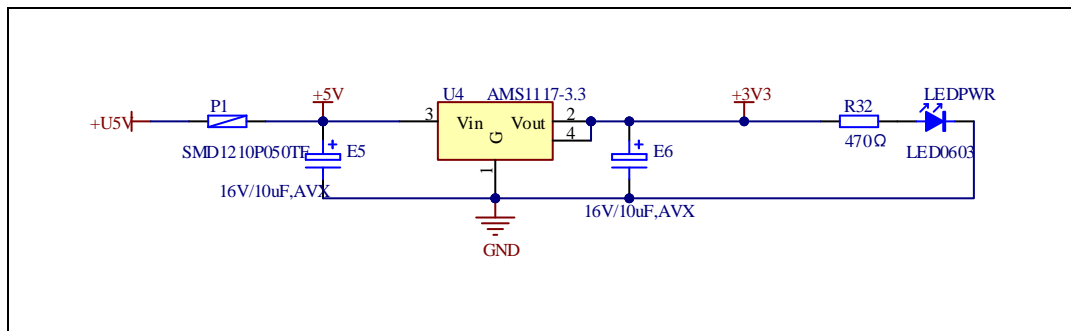 +5V
U4
AMS1117-3.3
+3V3
LEDPWR
P1
R32
+U5V
3
Vin
Vout
2
4
G
1
SMD1210P050TF
E5
E6
470Ω
LED0603
16V/10uF,AVX
16V/10uF,AVX
GND